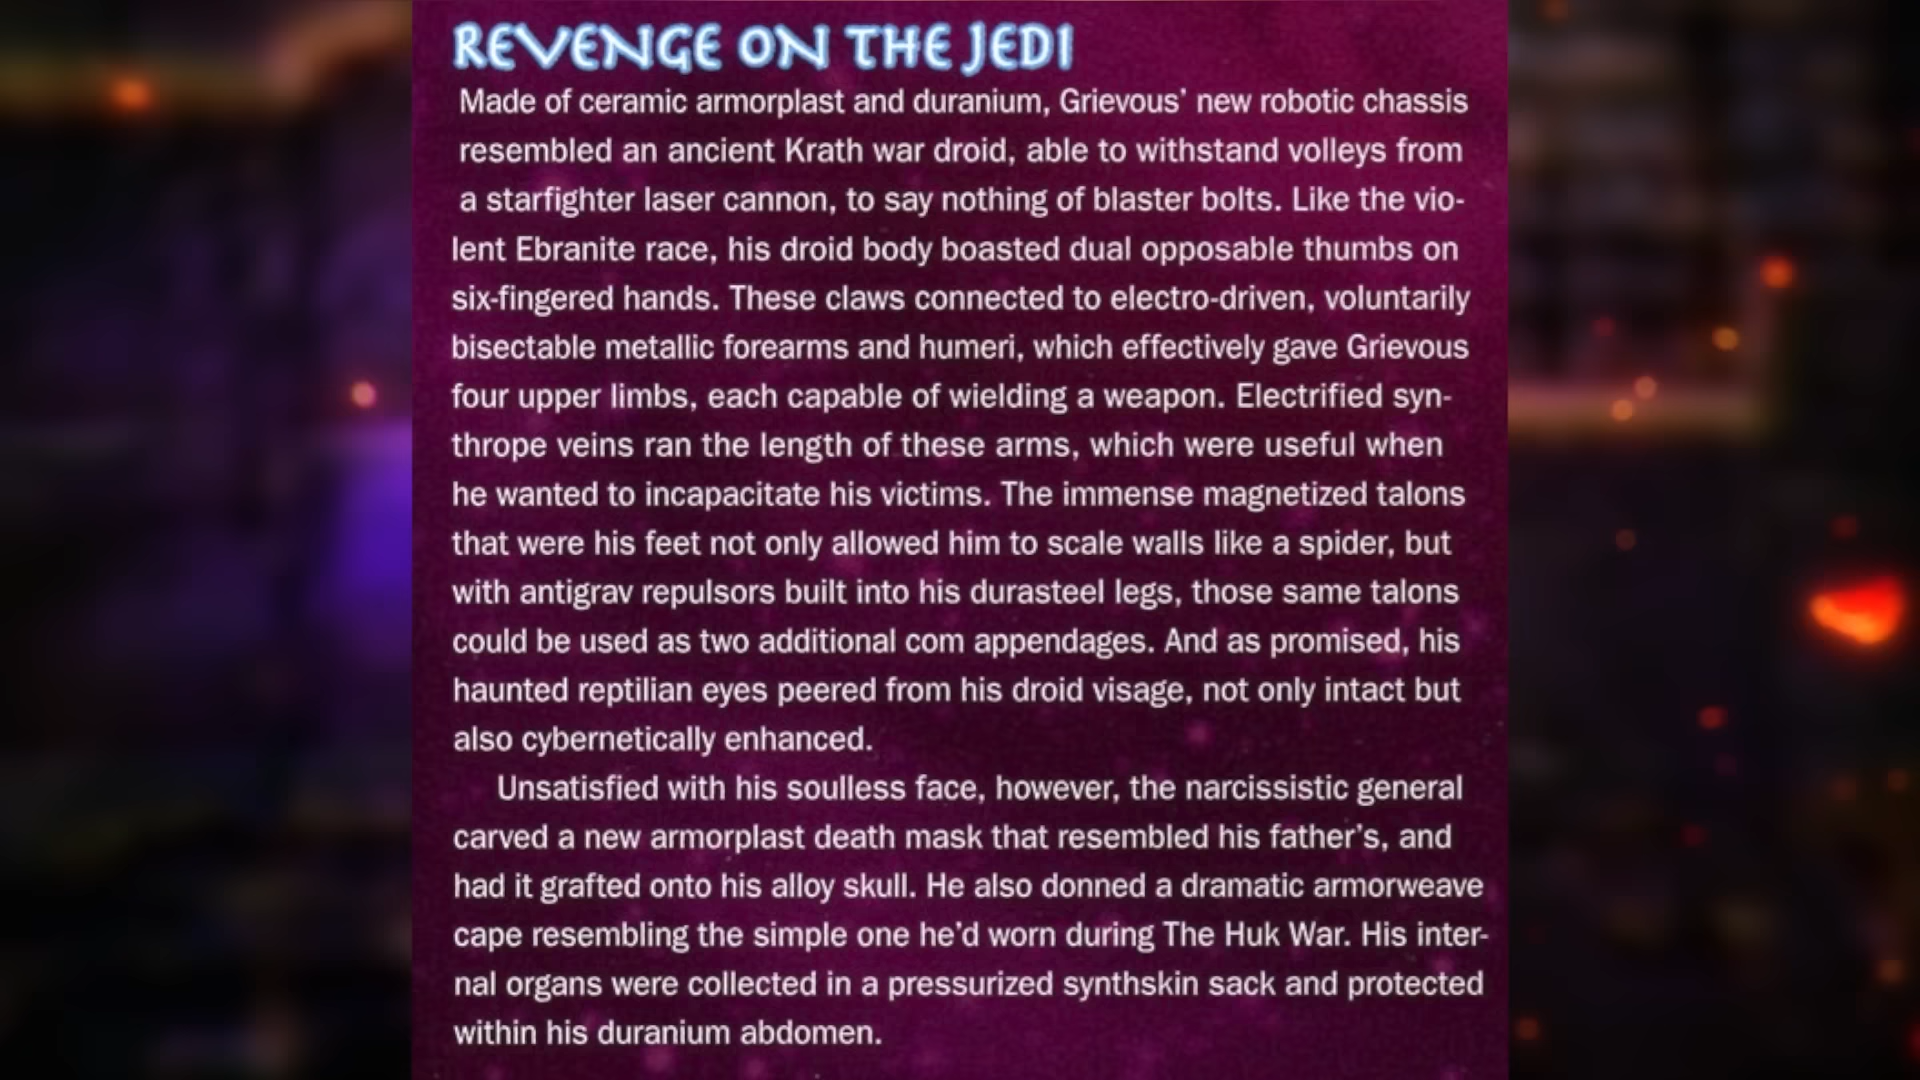 REVENGE ON THE JEDI
Made of ceramic armorplast and duranium, Grievous' new robotic chassis
resembled an ancient Krath war droid, able to withstand volleys from
a starfighter laser cannon, to say nothing of blaster bolts. Like the vio-
lent Ebranite race, his droid body boasted dual opposable thumbs on
six-fingered hands. These claws connected to electro-driven, voluntarily
bisectable metallic forearms and humeri, which effectively gave Grievous
four upper limbs, each capable of wielding a weapon. Electrified syn-
thrope veins ran the length of these arms, which were useful when
he wanted to incapacitate his victims. The immense magnetized talons
that were his feet not only allowed him to scale walls like a spider, but
with antigrav repulsors built into his durasteel legs, those same talons
could be used as two additional com appendages. And as promised, his
haunted reptilian eyes peered from his droid visage, not only intact but
also cybernetically enhanced.
Unsatisfied with his soulless face, however, the narcissistic general
carved a new armorplast death mask that resembled his father's, and
had it grafted onto his alloy skull. He also donned a dramatic armorweave
cape resembling the simple one he'd worn during The Huk War. His inter-
nal organs were collected in a pressurized synthskin sack and protected
within his duranium abdomen.